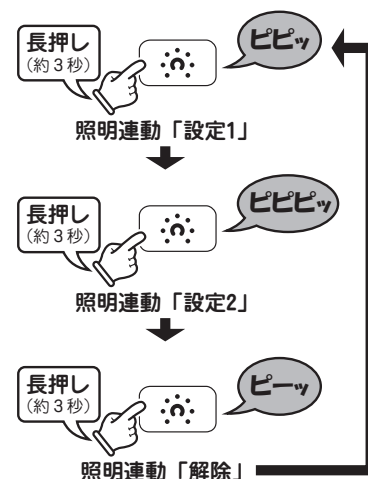 長押し
(約3秒)
ピピッ
照明連動「設定1」
長押し
(約3秒)
ピピピッ
照明連動「設定2」
長押し
(約3秒)
ピーッ
照明連動「解除」